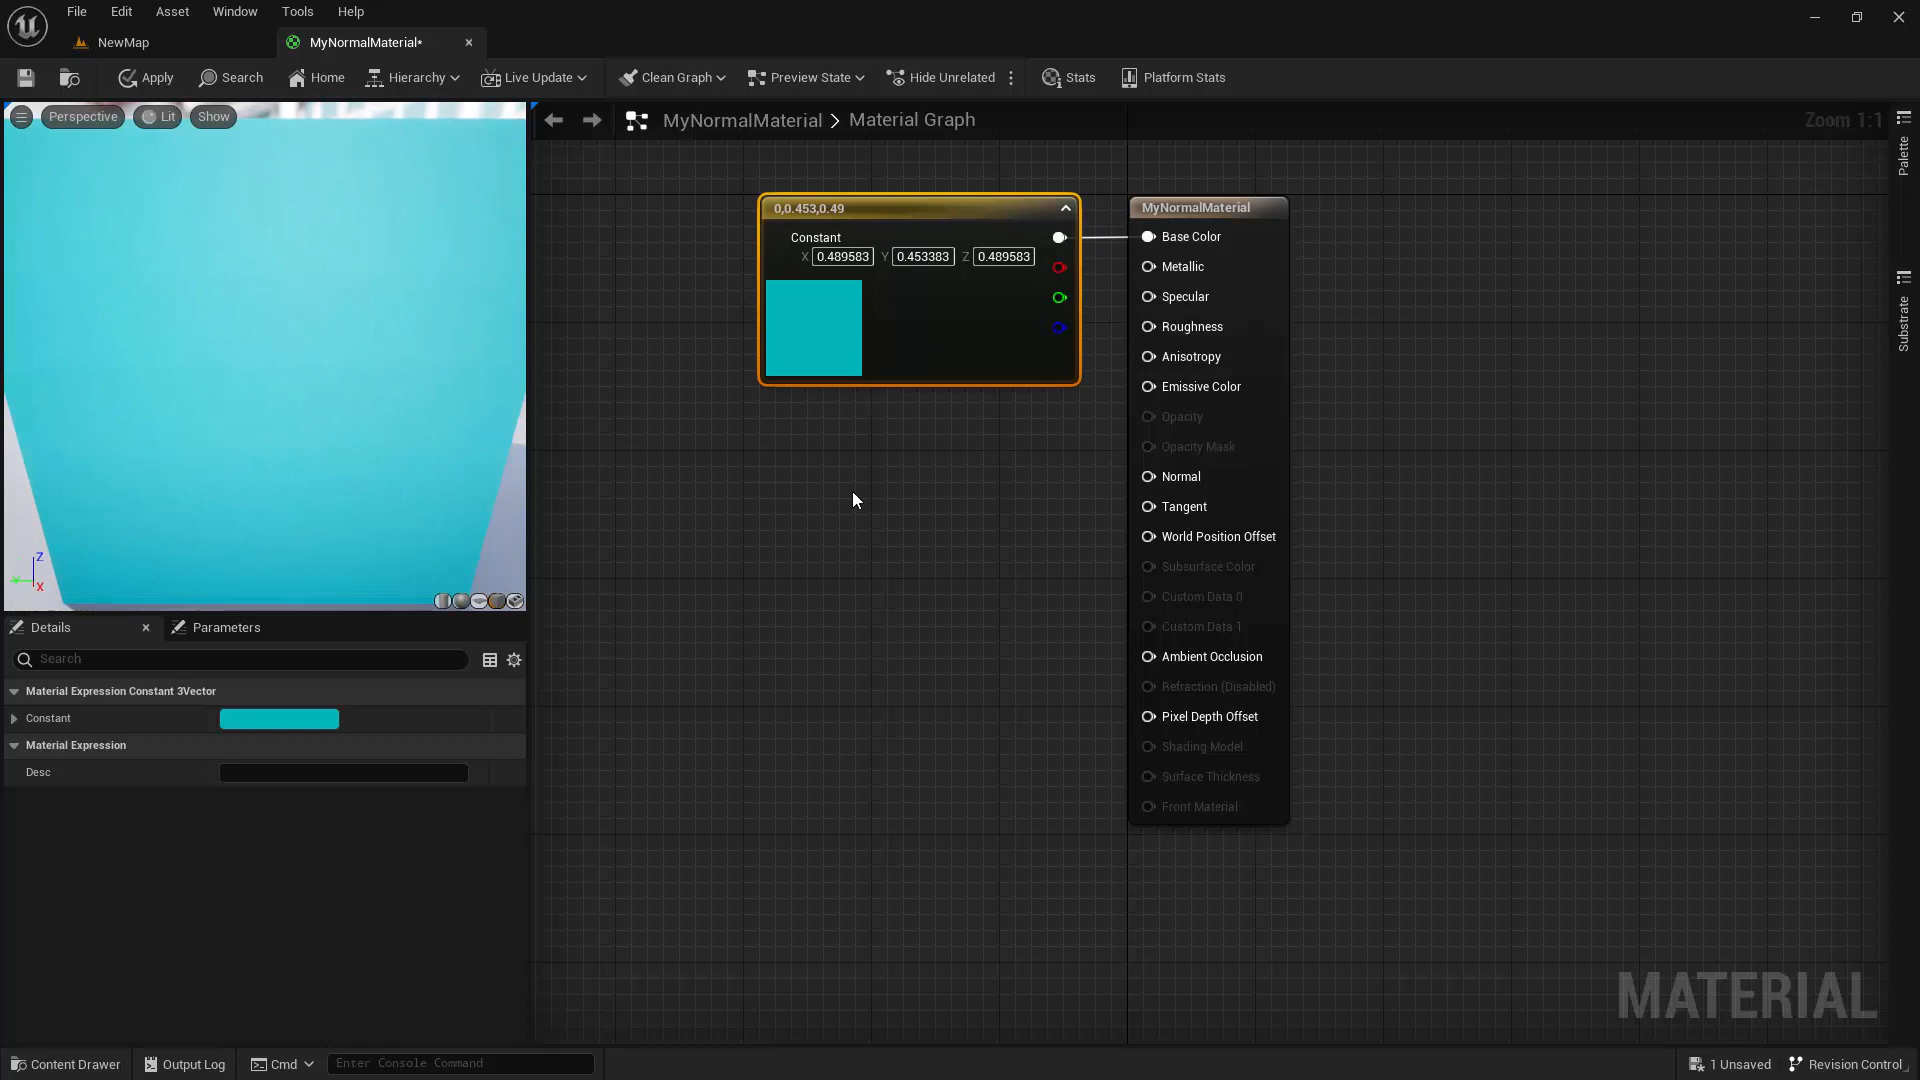 File Edit Asset Window Tools Help
NewMap MyNormalMaterial*
Apply Search Home Hierarchy Live Update Clean Graph Preview State Hide Unrelated Stats Platform Stats
Perspective Lit Show
MyNormalMaterial > Material Graph
Zoom 1:1
Palette
Substrate
0,0.453,0.49
Constant
X 0.489583 Y 0.453383 Z 0.489583
MyNormalMaterial
Base Color
Metallic
Specular
Roughness
Anisotropy
Emissive Color
Opacity
Opacity Mask
Normal
Tangent
World Position Offset
Subsurface Color
Custom Data 0
Custom Data 1
Ambient Occlusion
Refraction (Disabled)
Pixel Depth Offset
Shading Model
Surface Thickness
Front Material
Z
Y
X
Details Parameters
Search
Material Expression Constant 3Vector
Constant
Material Expression
Desc
MATERIAL
Content Drawer Output Log Cmd Enter Console Command 1 Unsaved Revision Control